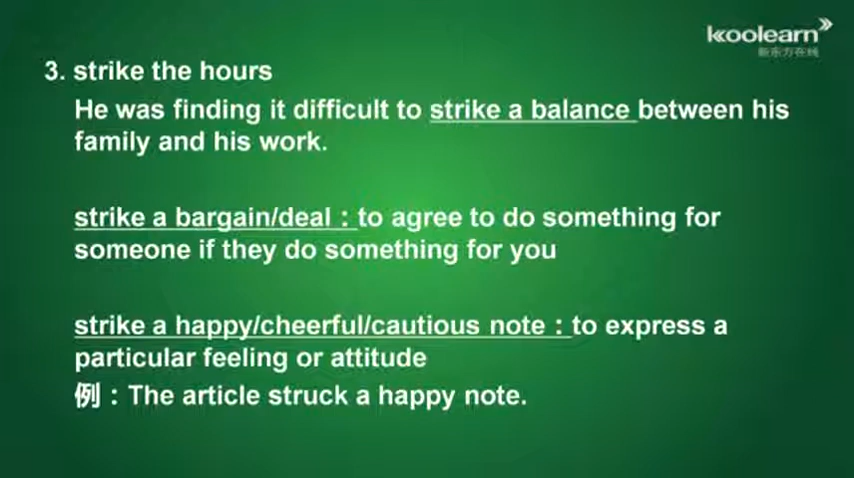 koolearn
新东方在线
3. strike the hours
He was finding it difficult to strike a balance between his
family and his work.
strike a bargain/deal：to agree to do something for
someone if they do something for you
strike a happy/cheerful/cautious note：to express a
particular feeling or attitude
例：The article struck a happy note.